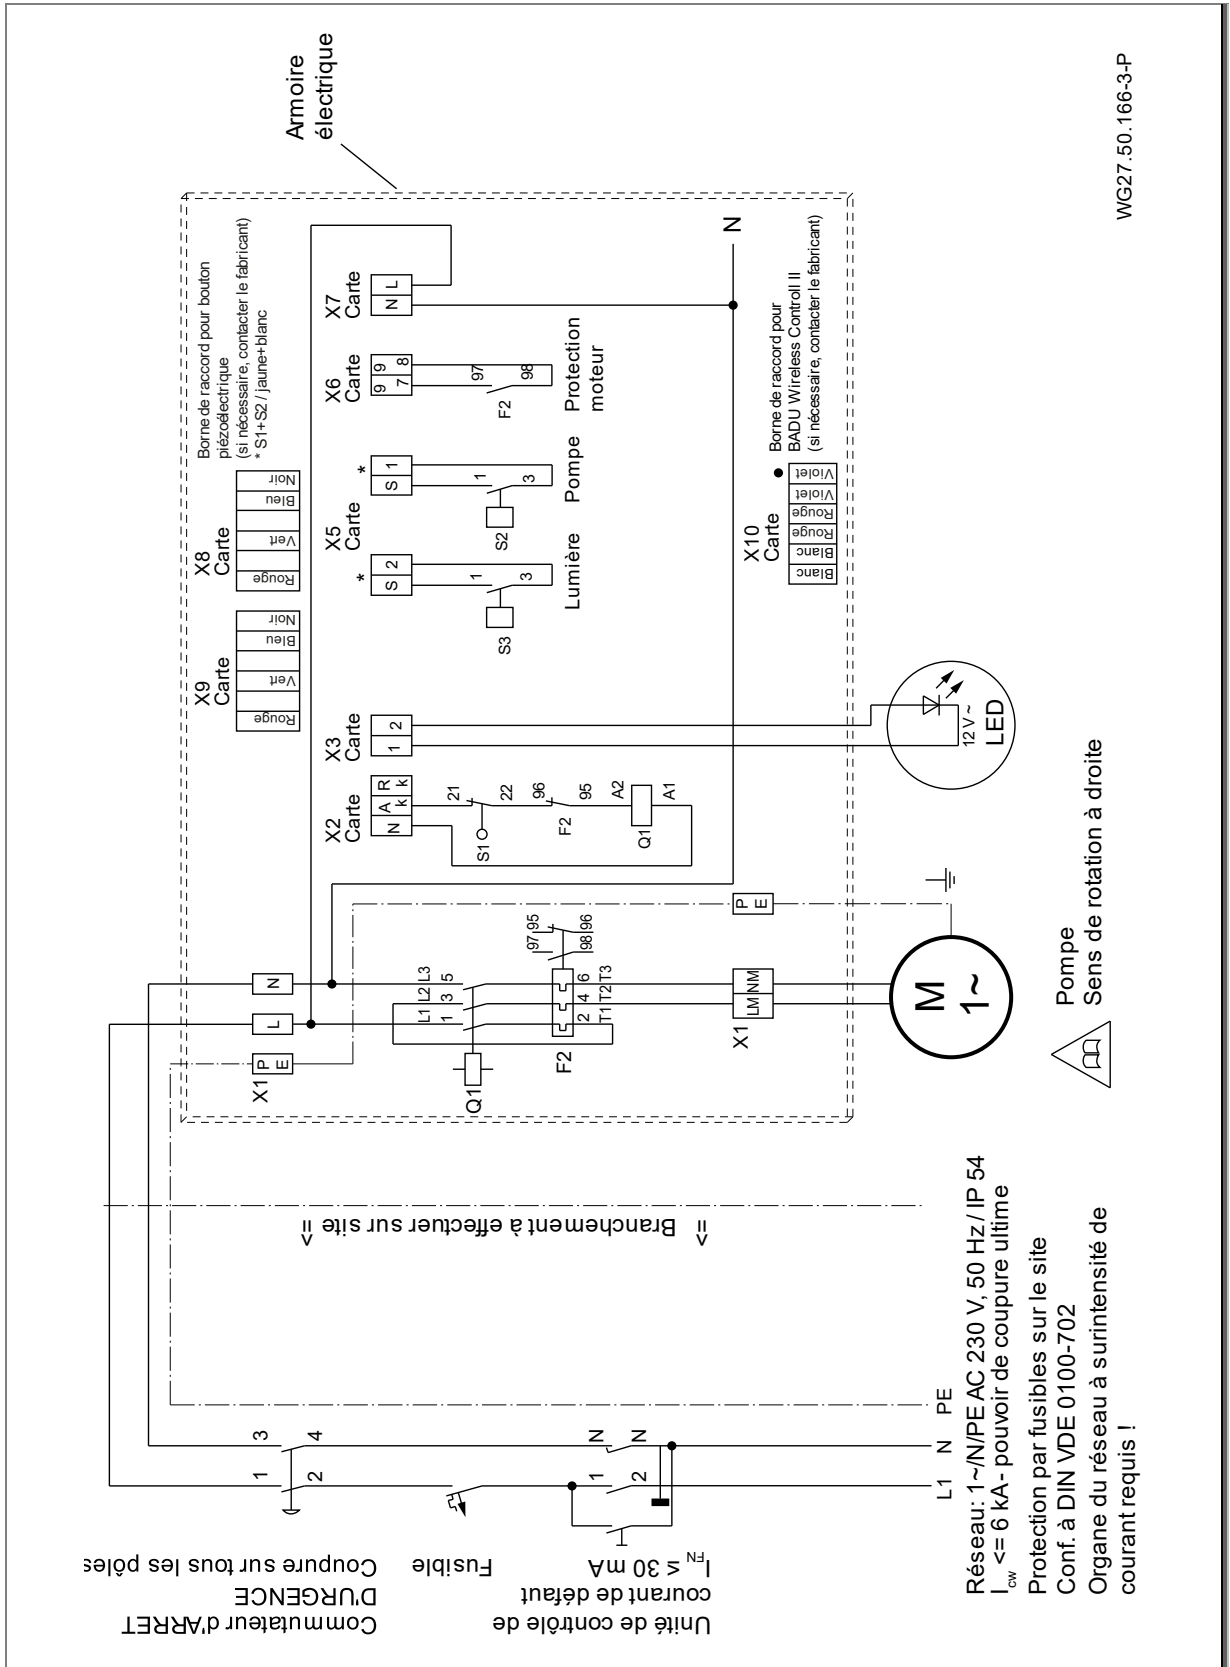 Armoire
électrique
WG27.50.166-3-P
Borne de raccord pour bouton
piézoélectrique
(si nécessaire, contacter le fabricant)
* S1+S2 / jaune+blanc
X9
Carte
Rouge
Vert
Bleu
Noir
X8
Carte
Rouge
Vert
Bleu
Noir
X2
Carte
N
A
k
R
k
21
22
S1
96
95
F2
A2
A1
Q1
X3
Carte
1
2
12 V ~
LED
X5
Carte
*
S
2
1
3
S3
Lumière
*
S
1
1
3
S2
Pompe
X6
Carte
9
7
9
8
97
98
F2
Protection
moteur
X7
Carte
N
L
N
X10
Carte
Blanc
Blanc
Rouge
Rouge
Violet
Violet
Borne de raccord pour
BADU Wireless Controll II
(si nécessaire, contacter le fabricant)
X1
P
E
L
N
L1
L2
L3
1
3
5
Q1
97
95
98
96
F2
2
4
6
T1
T2
T3
X1
LM
NM
P
E
M
1~
Pompe
Sens de rotation à droite
= Branchement à effectuer sur site =>
Commutateur d'ARRET
D'URGENCE
Coupure sur tous les pôles
1
2
3
4
Fusible
Unité de contrôle de
courant de défaut
I FN ≤ 30 mA
1
2
N
N
L1
N
PE
Réseau: 1~/N/PE AC 230 V, 50 Hz / IP 54
Icw <= 6 kA - pouvoir de coupure ultime
Protection par fusibles sur le site
Conf. à DIN VDE 0100-702
Organe du réseau à surintensité de
courant requis !